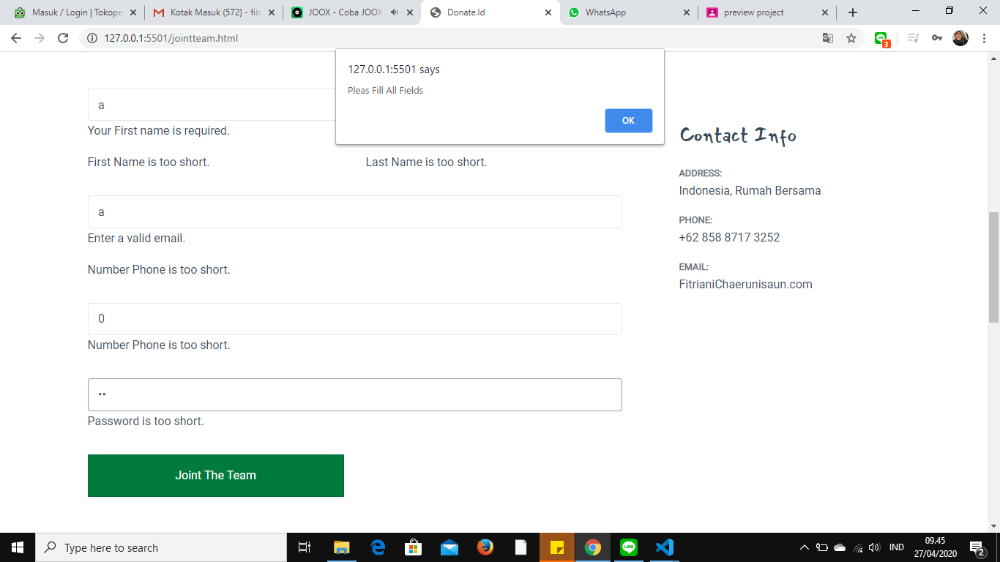 Masuk / Login | Tokope
Kotak Masuk (572) - fitr
JOOX - Coba JOOX
Donate.Id
WhatsApp
preview project
127.0.0.1:5501/jointteam.html
3
127.0.0.1:5501 says
Pleas Fill All Fields
OK
a
Your First name is required.
First Name is too short.
Last Name is too short.
a
Enter a valid email.
Number Phone is too short.
0
Number Phone is too short.
••
Password is too short.
Joint The Team
Contact Info
ADDRESS:
Indonesia, Rumah Bersama
PHONE:
+62 858 8717 3252
EMAIL:
FitrianiChaerunisaun.com
Type here to search
LINE
IND
09.45
27/04/2020
2